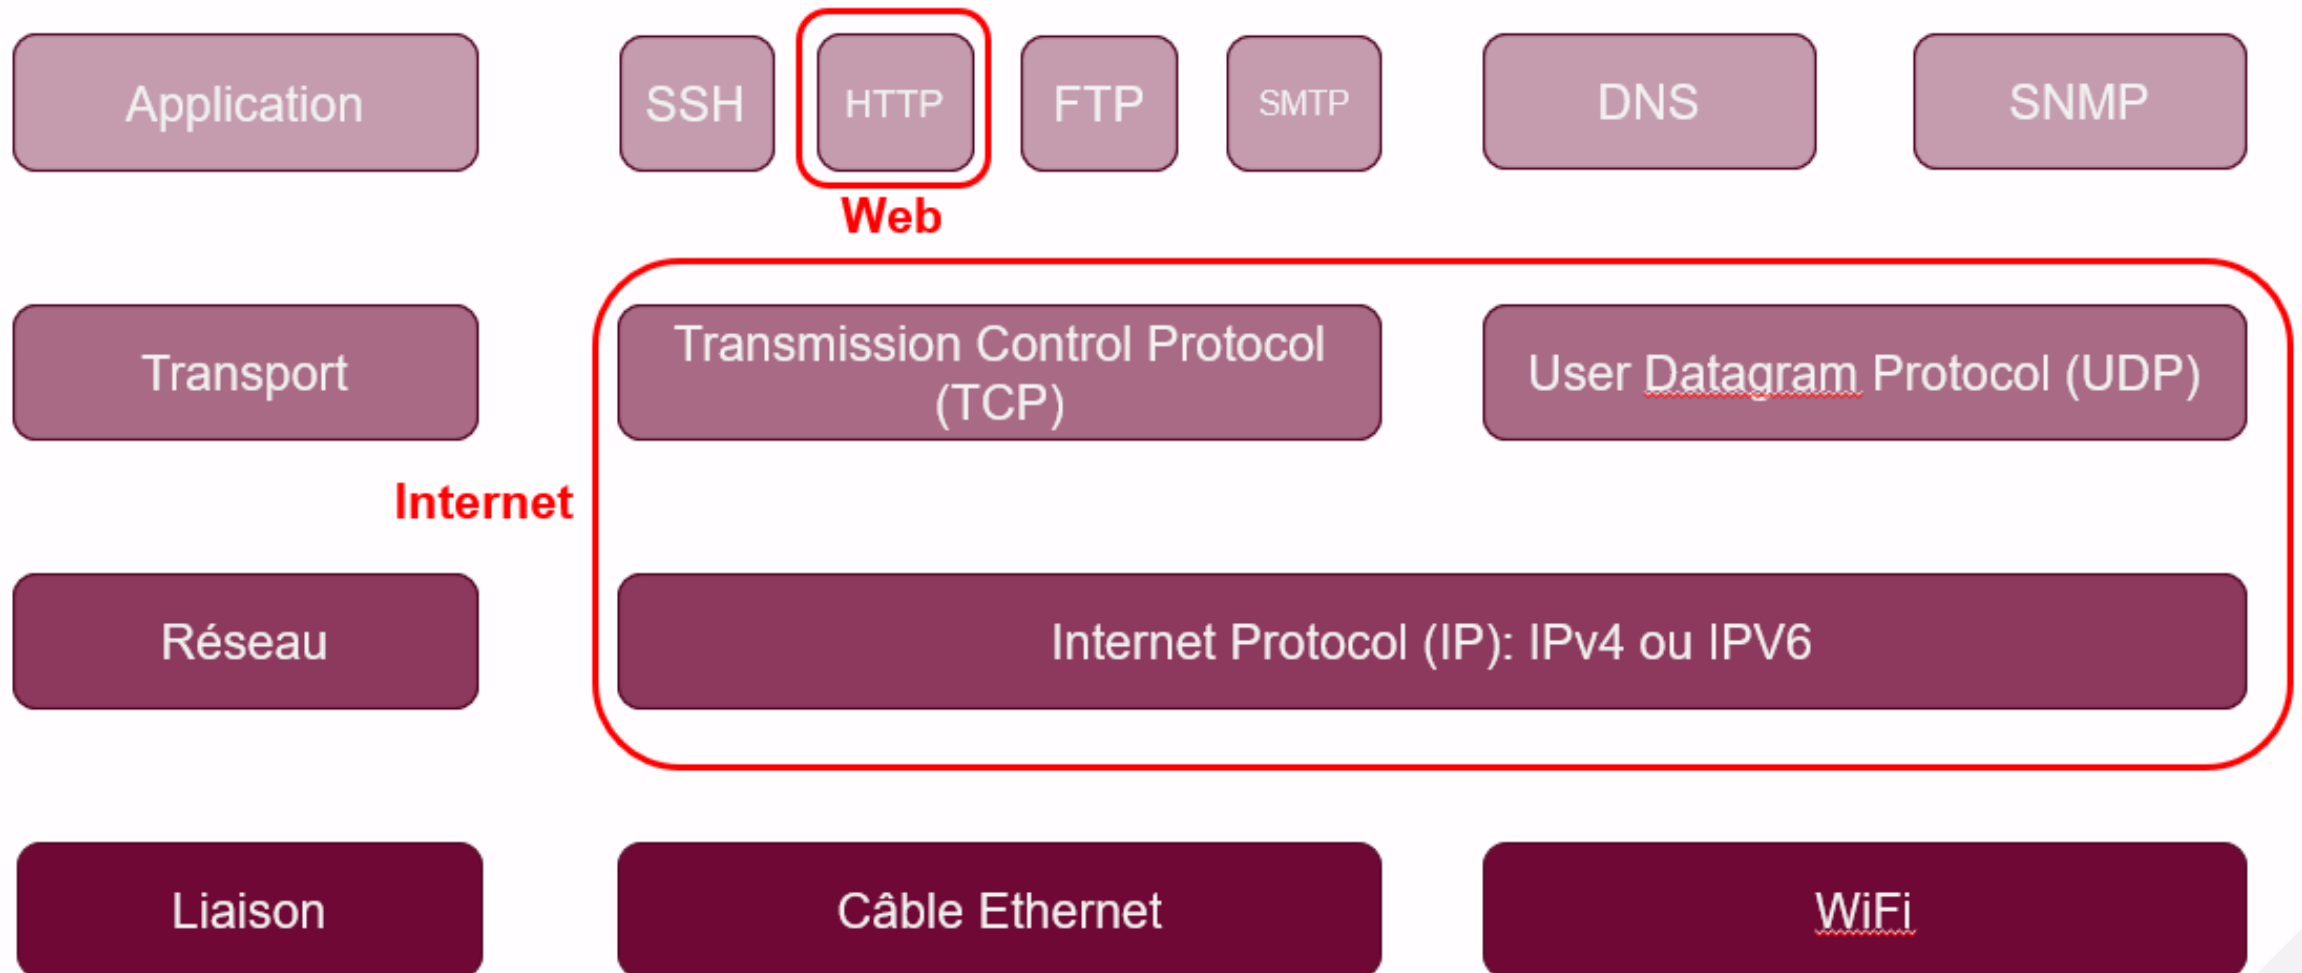 Application
SSH
HTTP
FTP
SMTP
DNS
SNMP
Web
Transport
Transmission Control Protocol
(TCP)
User Datagram Protocol (UDP)
Internet
Réseau
Internet Protocol (IP): IPv4 ou IPV6
Liaison
Câble Ethernet
WiFi